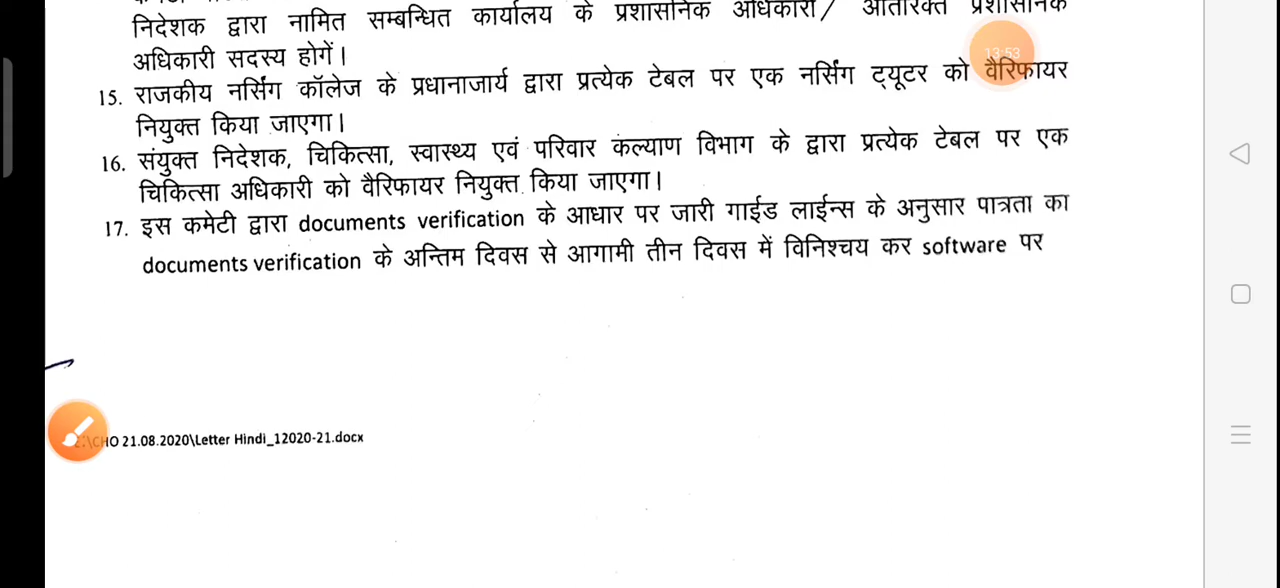 निदेशक द्वारा नामित सम्बन्धित कार्यालय के प्रशासनिक अधिकारी/ अतिरिक्त प्रशासनिक
अधिकारी सदस्य होगें।
13:53
15. राजकीय नर्सिंग कॉलेज के प्रधानाजार्य द्वारा प्रत्येक टेबल पर एक नर्सिंग ट्यूटर को वैरिफायर
नियुक्त किया जाएगा।
16. संयुक्त निदेशक, चिकित्सा, स्वास्थ्य एवं परिवार कल्याण विभाग के द्वारा प्रत्येक टेबल पर एक
चिकित्सा अधिकारी को वैरिफायर नियुक्त किया जाएगा।
17. इस कमेटी द्वारा documents verification के आधार पर जारी गाईड लाईन्स के अनुसार पात्रता का
documents verification के अन्तिम दिवस से आगामी तीन दिवस में विनिश्चय कर software पर
\CHO 21.08.2020\Letter Hindi_12020-21.docx